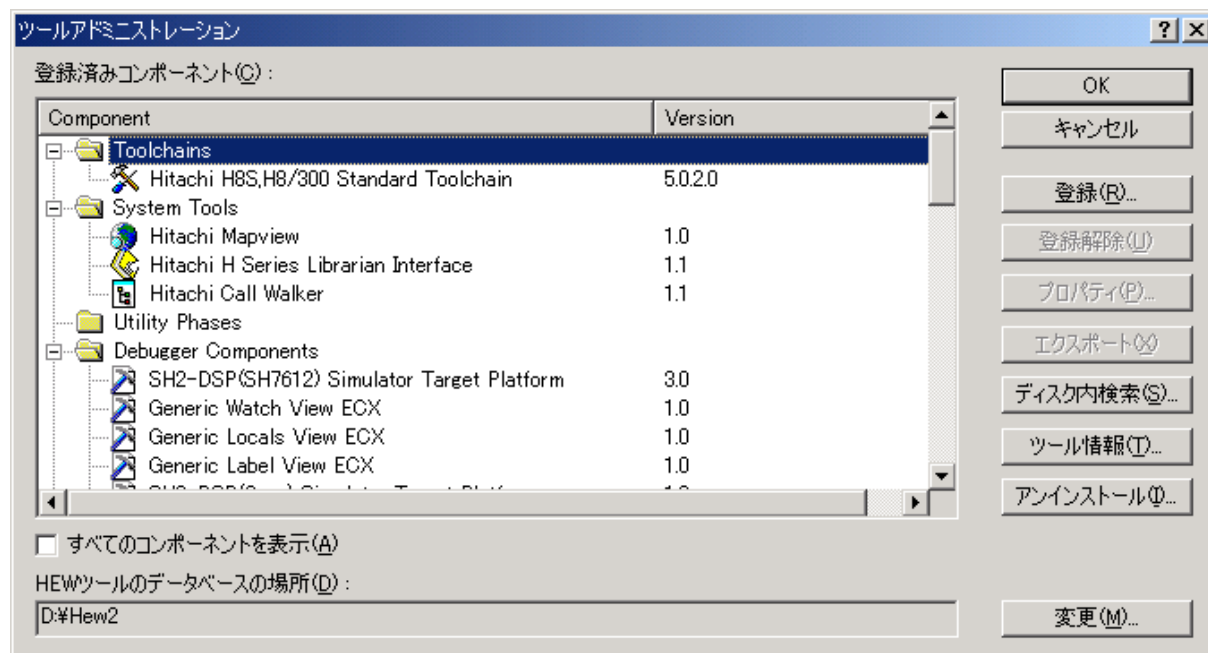 ツールアドミニストレーション
登録済みコンポーネント(C) :
Component Version
Toolchains
Hitachi H8S,H8/300 Standard Toolchain 5.0.2.0
System Tools
Hitachi Mapview 1.0
Hitachi H Series Librarian Interface 1.1
Hitachi Call Walker 1.1
Utility Phases
Debugger Components
SH2-DSP(SH7612) Simulator Target Platform 3.0
Generic Watch View ECX 1.0
Generic Locals View ECX 1.0
Generic Label View ECX 1.0
すべてのコンポーネントを表示(A)
HEWツールのデータベースの場所(D) :
D:¥Hew2
OK
キャンセル
登録(R)...
登録解除(U)
プロパティ(P)...
エクスポート(X)
ディスク内検索(S)...
ツール情報(T)...
アンインストール(I)...
変更(M)...